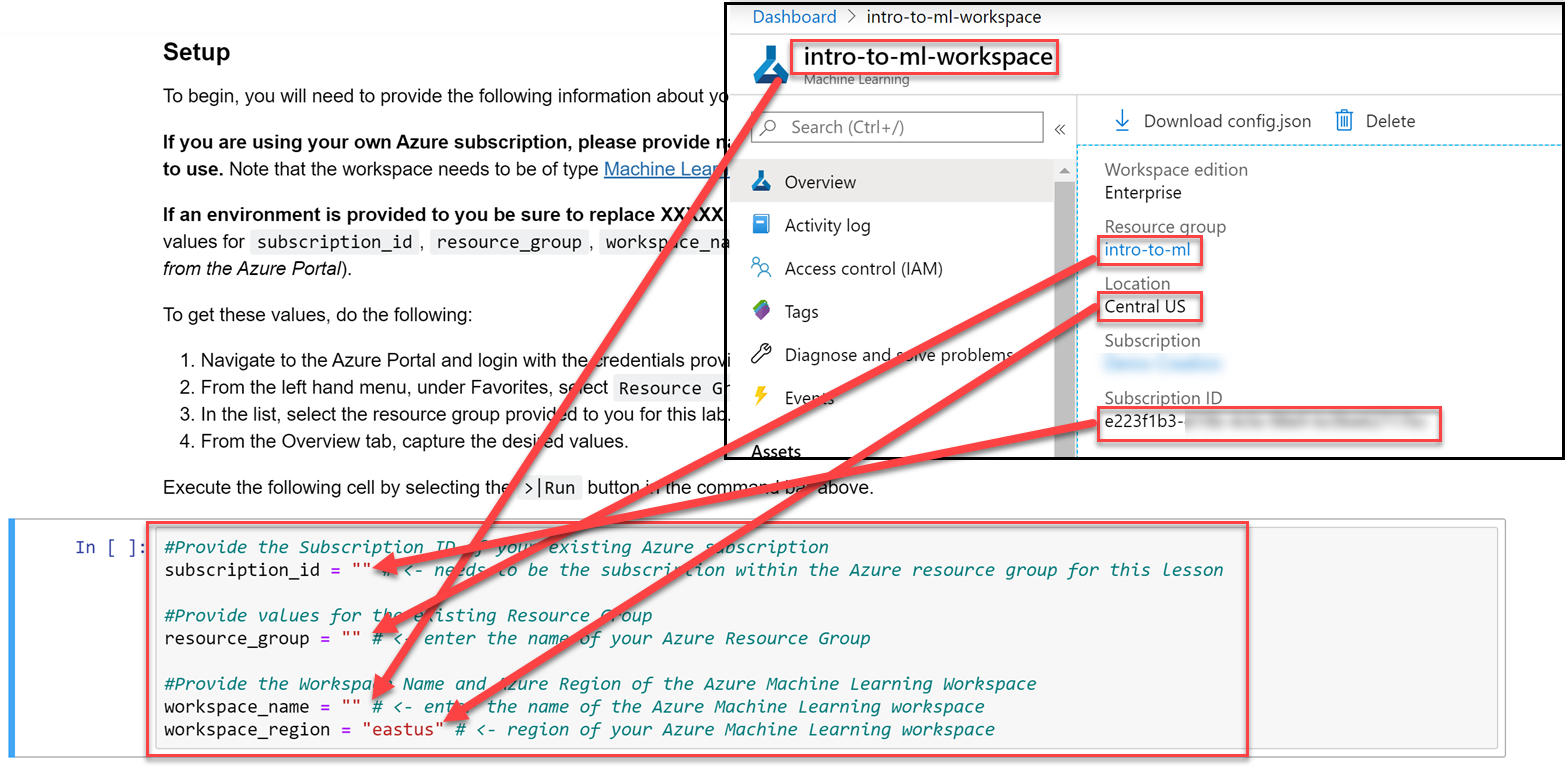 Setup
To begin, you will need to provide the following information about yo
If you are using your own Azure subscription, please provide n
to use. Note that the workspace needs to be of type Machine Learn
If an environment is provided to you be sure to replace XXXXX
values for subscription_id, resource_group, workspace_na
from the Azure Portal).
To get these values, do the following:
1. Navigate to the Azure Portal and login with the credentials provi
2. From the left hand menu, under Favorites, select Resource Gr
3. In the list, select the resource group provided to you for this lab.
4. From the Overview tab, capture the desired values.
Execute the following cell by selecting the >|Run button in the command bar above.
Dashboard > intro-to-ml-workspace
intro-to-ml-workspace
Machine Learning
Search (Ctrl+/)
«
Overview
Activity log
Access control (IAM)
Tags
Diagnose and solve problems
Events
Assets
Download config.json Delete
Workspace edition
Enterprise
Resource group
intro-to-ml
Location
Central US
Subscription
Subscription ID
e223f1b3-
In [ ]:
#Provide the Subscription ID of your existing Azure subscription
subscription_id = "" # <- needs to be the subscription within the Azure resource group for this Lesson
#Provide values for the existing Resource Group
resource_group = "" # <- enter the name of your Azure Resource Group
#Provide the Workspace Name and Azure Region of the Azure Machine Learning Workspace
workspace_name = "" # <- enter the name of the Azure Machine Learning workspace
workspace_region = "eastus" # <- region of your Azure Machine Learning workspace